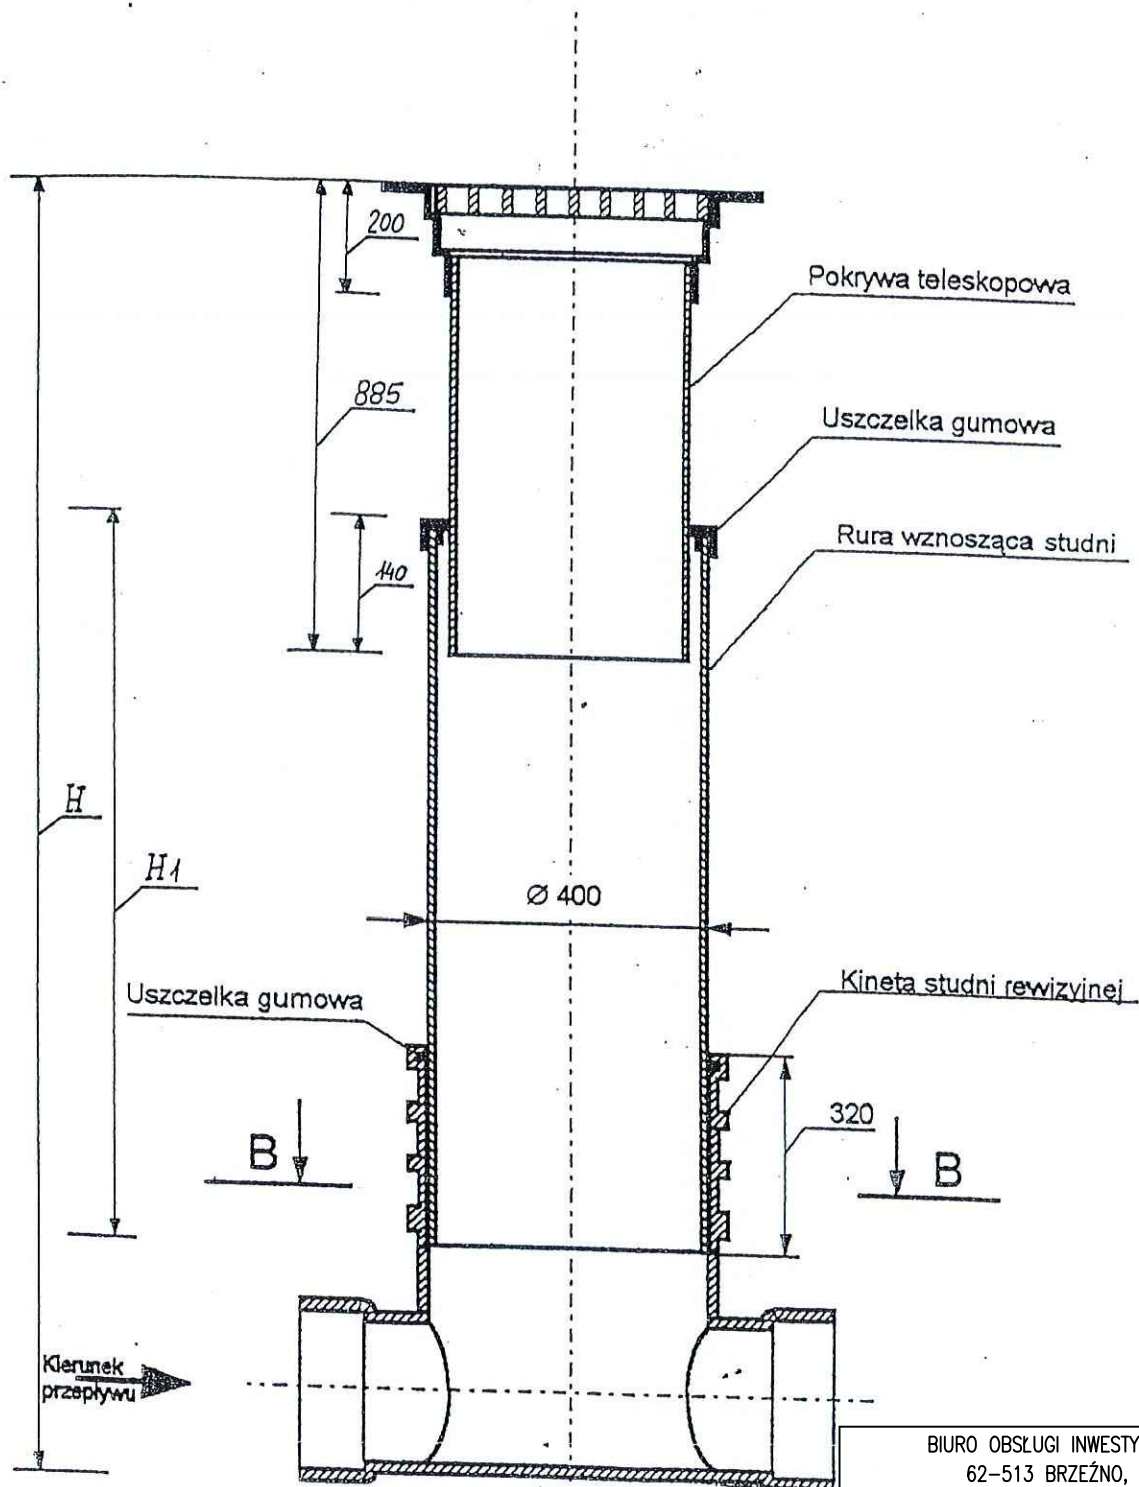 200
Pokrywa teleskopowa
885
Uszczelka gumowa
Rura wznosząca studni
140
H
H1
Ø 400
Uszczelka gumowa
Kineta studni rewizyjnej
320
B
B
Kierunek
przepływu
BIURO OBSŁUGI INWESTY
62-513 BRZEŹNO,